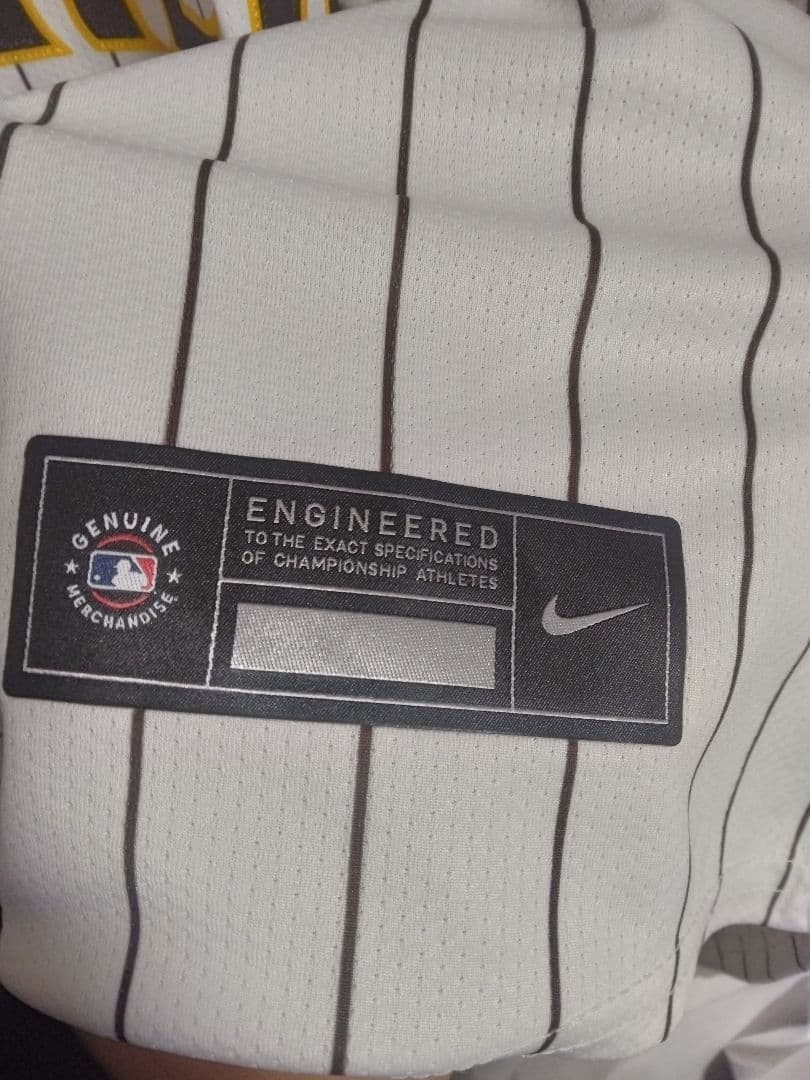 GENUINE
MERCHANDISE
ENGINEERED
TO THE EXACT SPECIFICATIONS
OF CHAMPIONSHIP ATHLETES